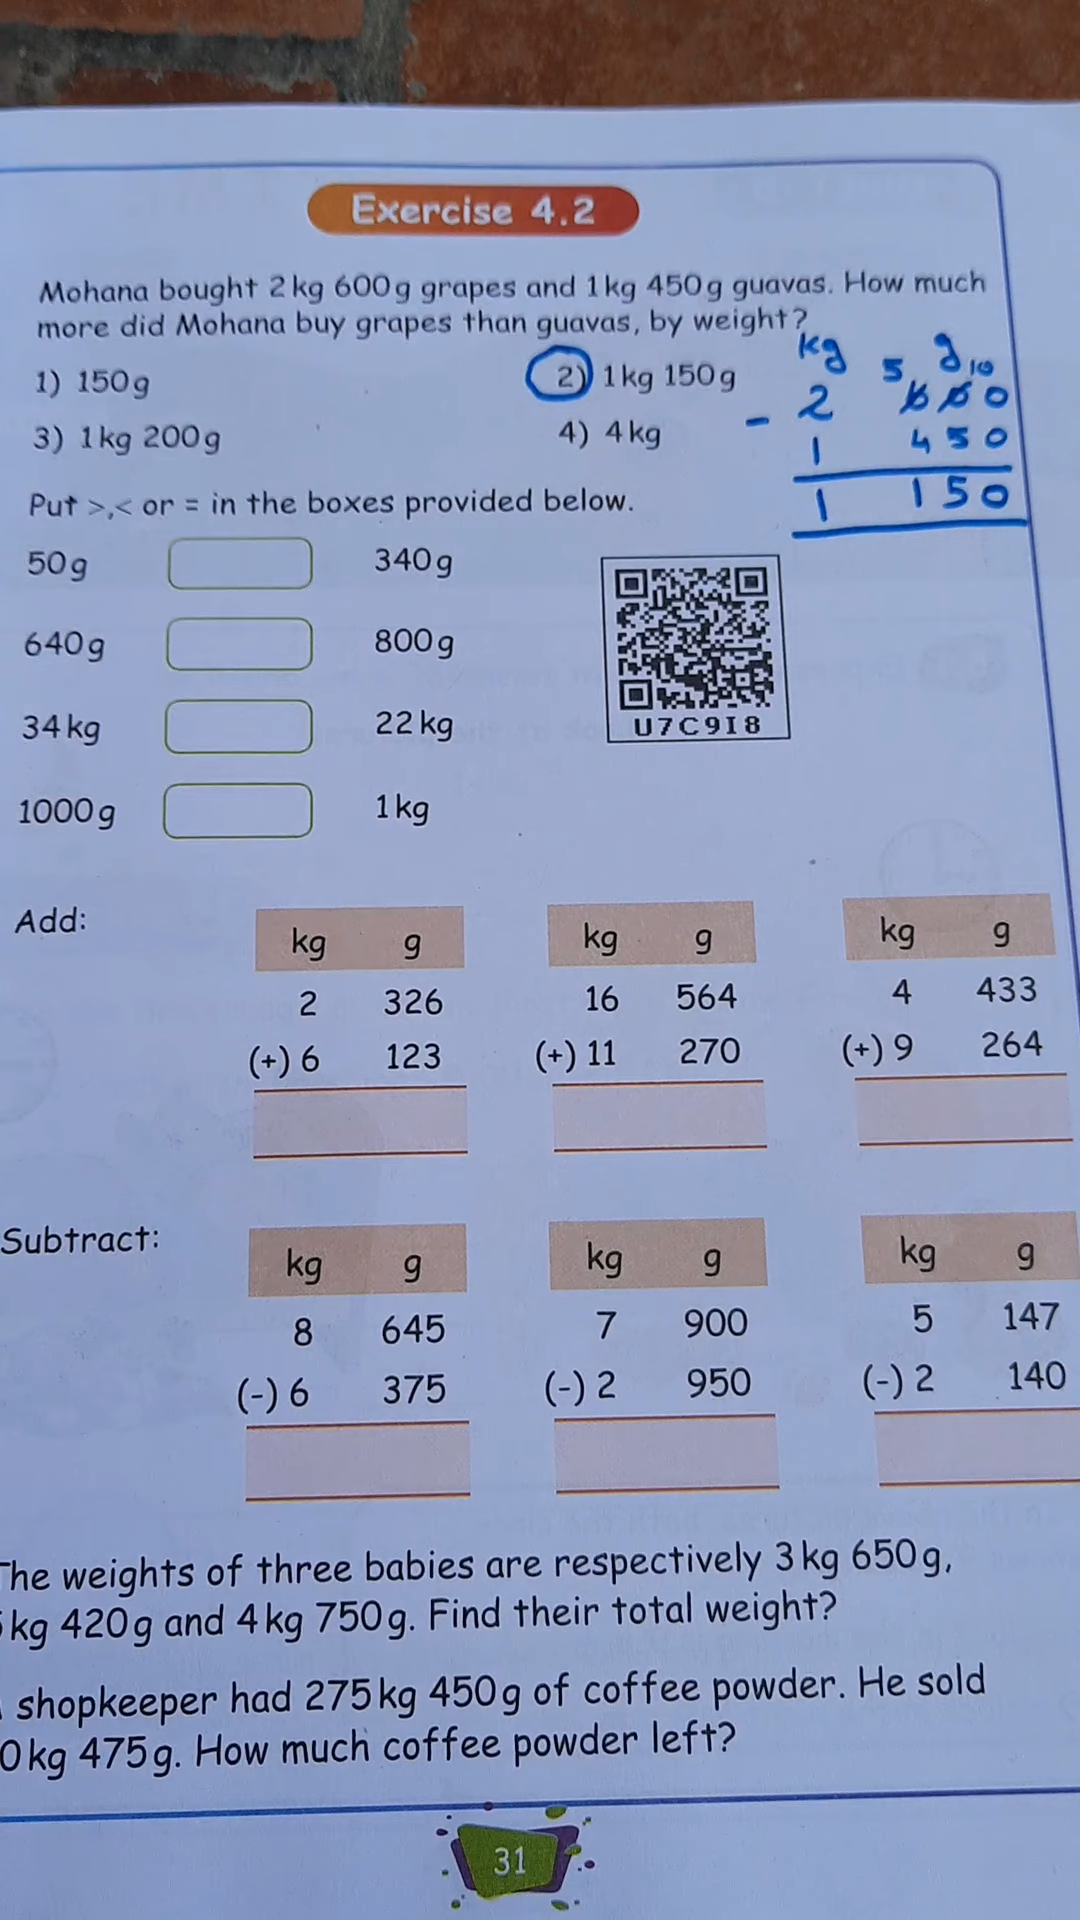 Exercise 4.2
Mohana bought 2 kg 600 g grapes and 1 kg 450 g guavas. How much
more did Mohana buy grapes than guavas, by weight?
1) 150 g 2) 1 kg 150 g
3) 1 kg 200 g 4) 4 kg
kg g
5 10
- 2 600
1 450
1 150
Put >,< or = in the boxes provided below.
50 g 340 g
640 g 800 g
34 kg 22 kg
1000 g 1 kg
U7C9I8
Add:
kg g kg g kg g
2 326 16 564 4 433
(+) 6 123 (+) 11 270 (+) 9 264
Subtract:
kg g kg g kg g
8 645 7 900 5 147
(-) 6 375 (-) 2 950 (-) 2 140
The weights of three babies are respectively 3 kg 650 g,
kg 420 g and 4 kg 750 g. Find their total weight?
shopkeeper had 275 kg 450 g of coffee powder. He sold
0 kg 475 g. How much coffee powder left?
31